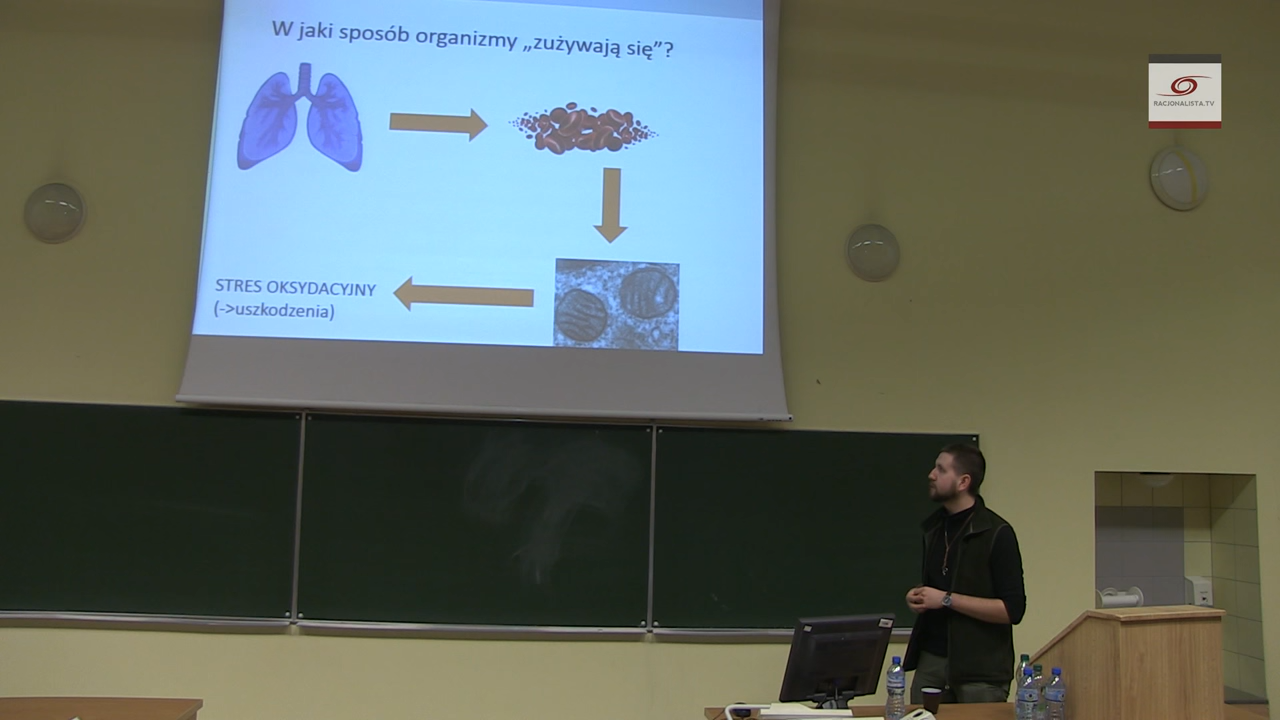 W jaki sposób organizmy „zużywają się”?
RACJONALISTA.TV
STRES OKSYDACYJNY
(->uszkodzenia)